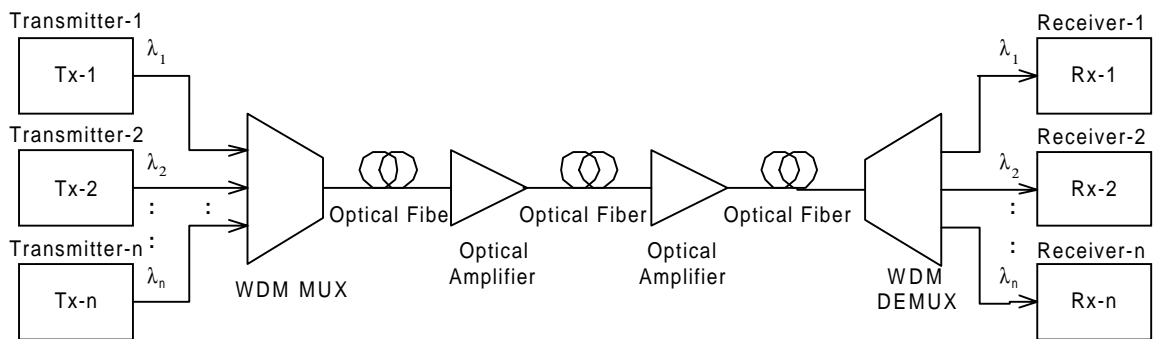 Transmitter-1
λ1
Tx-1
Transmitter-2
λ2
Tx-2
:
:
:
Transmitter-n
λn
Tx-n
WDM MUX
Optical Fibe
Optical
Amplifier
Optical Fiber
Optical
Amplifier
Optical Fiber
WDM
DEMUX
Receiver-1
λ1
Rx-1
Receiver-2
λ2
Rx-2
:
:
Receiver-n
λn
Rx-n